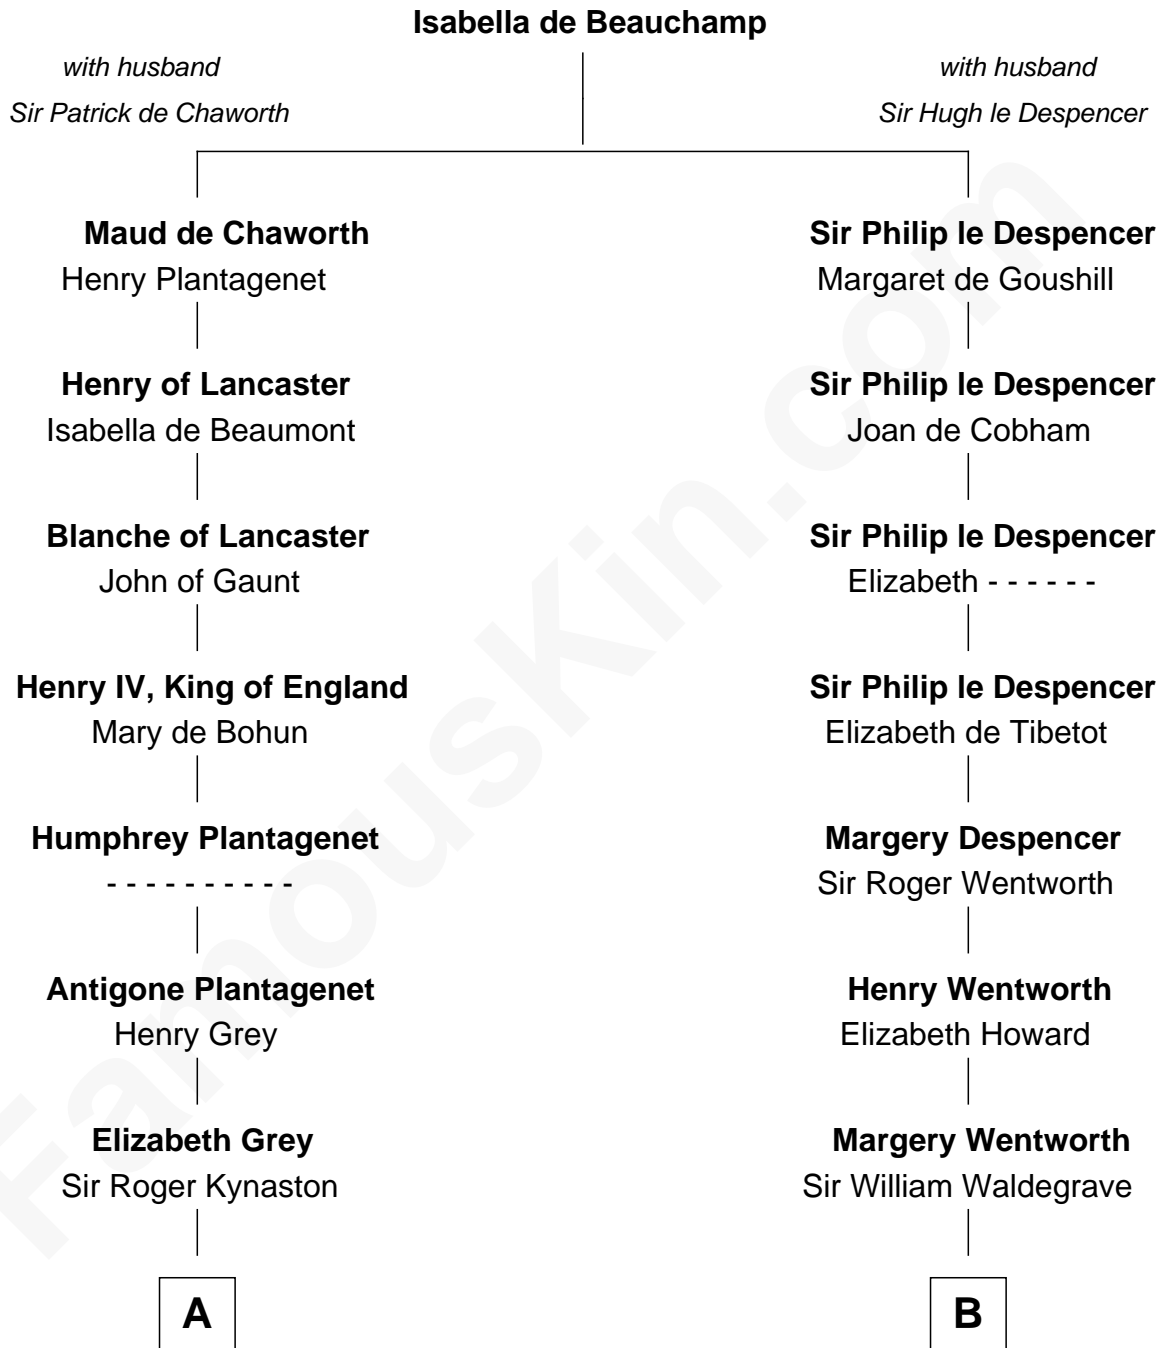 Isabella de Beauchamp
with husband
Sir Patrick de Chaworth
with husband
Sir Hugh le Despencer
Maud de Chaworth
Henry Plantagenet
Sir Philip le Despencer
Margaret de Goushill
Henry of Lancaster
Isabella de Beaumont
Sir Philip le Despencer
Joan de Cobham
Blanche of Lancaster
John of Gaunt
Sir Philip le Despencer
Elizabeth - - - - - -
Henry IV, King of England
Mary de Bohun
Sir Philip le Despencer
Elizabeth de Tibetot
Humphrey Plantagenet
- - - - - - - - - -
Margery Despencer
Sir Roger Wentworth
Antigone Plantagenet
Henry Grey
Henry Wentworth
Elizabeth Howard
Elizabeth Grey
Sir Roger Kynaston
Margery Wentworth
Sir William Waldegrave
A
B
FamousKin.com